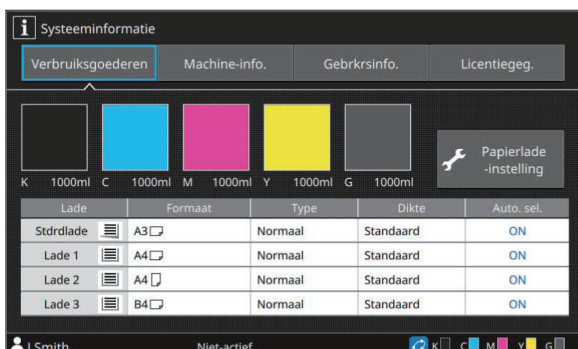 i Systeeminformatie
Verbruiksgoederen Machine-info. Gebrkrsinfo. Licentiegeg.
K 1000ml C 1000ml M 1000ml Y 1000ml G 1000ml
Papierlade
-instelling
Lade Formaat Type Dikte Auto. sel.
Stdrdlade A3 Normaal Standaard ON
Lade 1 A4 Normaal Standaard ON
Lade 2 A4 Normaal Standaard ON
Lade 3 B4 Normaal Standaard ON
J.Smith Niet-actief K C M Y G